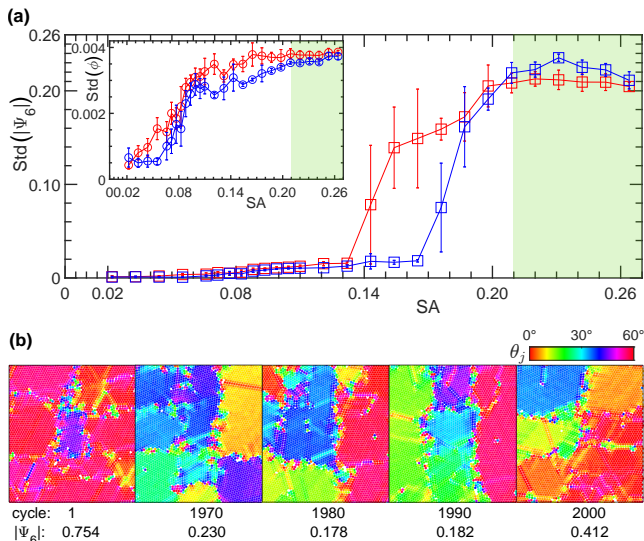 (a)
0.26
0.20
0.10
0
Std(|Ψ₆|)
0 0.02 0.08 0.14 0.20 0.26
SA
0.004
0.002
0
Std(ϕ)
00.02 0.08 0.14 0.20 0.26
SA
(b)
θⱼ 0° 30° 60°
cycle: 1 1970 1980 1990 2000
|Ψ₆|: 0.754 0.230 0.178 0.182 0.412